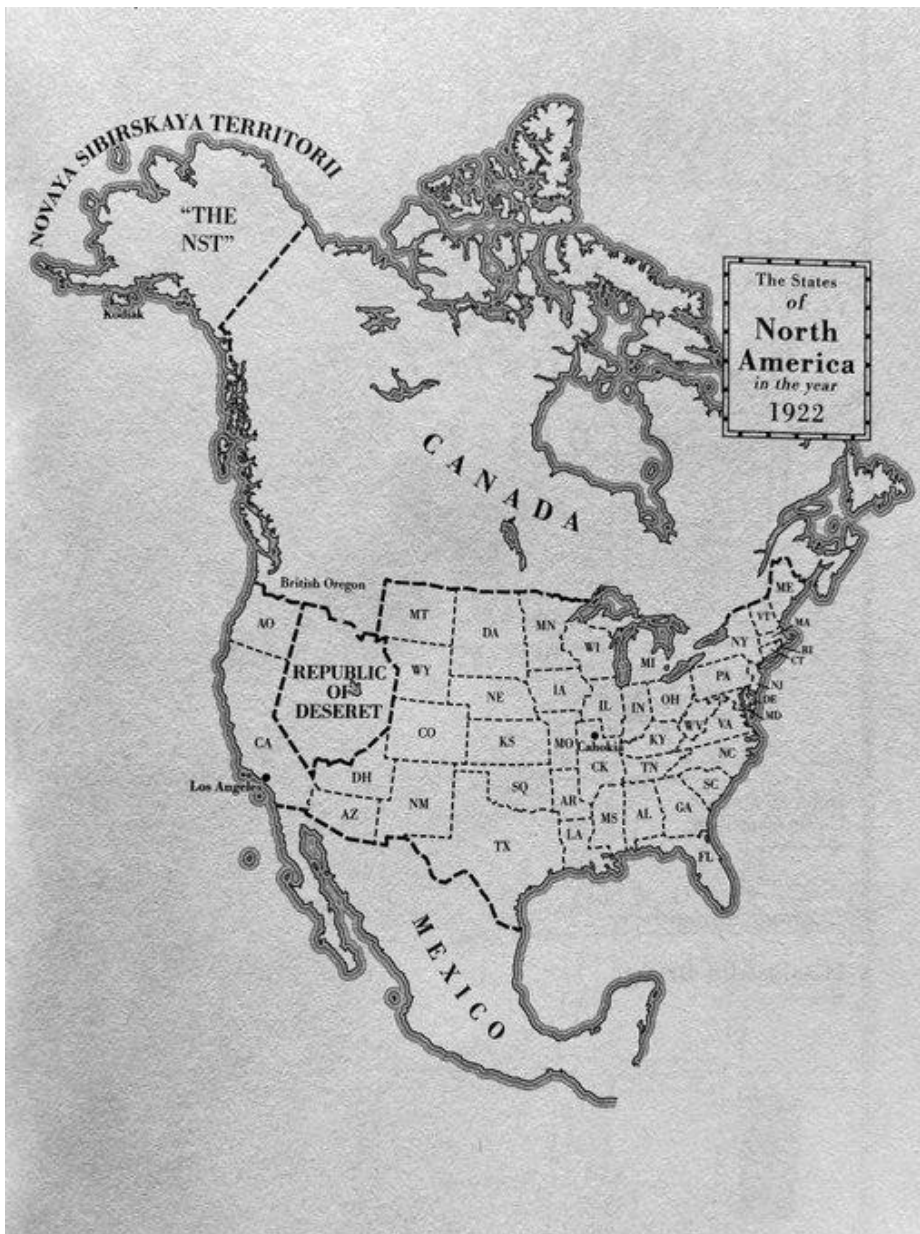 NOVAYA SIBIRSKAYA TERRITORII
"THE
NST"
Kodiak
The States
of
North
America
in the year
1922
CANADA
British Oregon
AO
MT
DA
MN
WI
MI
NY
VT
ME
MA
RI
CT
REPUBLIC
OF
DESERET
WY
NE
IA
IL
IN
OH
PA
NJ
DE
MD
CA
CO
KS
MO
Cahokia
KY
WV
VA
Los Angeles
DH
SQ
CK
TN
NC
AZ
NM
AR
SC
TX
LA
MS
AL
GA
FL
MEXICO